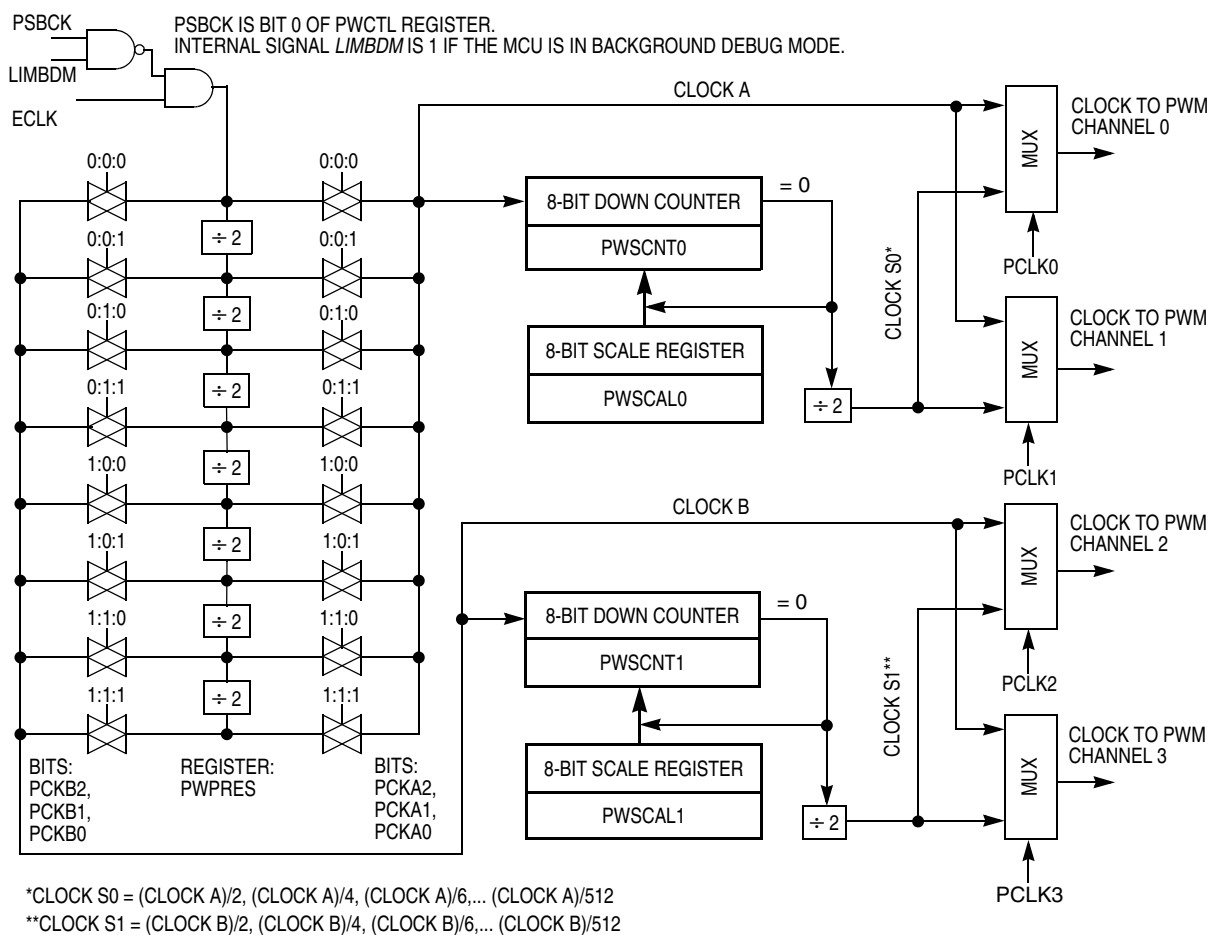 PSBCK
PSBCK IS BIT 0 OF PWCTL REGISTER.
INTERNAL SIGNAL LIMBDM IS 1 IF THE MCU IS IN BACKGROUND DEBUG MODE.
LIMBDM
ECLK
CLOCK A
CLOCK TO PWM
CHANNEL 0
MUX
PCLK0
0:0:0
0:0:0
÷ 2
0:0:1
0:0:1
÷ 2
0:1:0
0:1:0
÷ 2
0:1:1
0:1:1
÷ 2
1:0:0
1:0:0
÷ 2
1:0:1
1:0:1
÷ 2
1:1:0
1:1:0
÷ 2
1:1:1
1:1:1
8-BIT DOWN COUNTER
= 0
PWSCNT0
8-BIT SCALE REGISTER
PWSCAL0
÷ 2
CLOCK S0*
CLOCK TO PWM
CHANNEL 1
MUX
PCLK1
CLOCK B
CLOCK TO PWM
CHANNEL 2
MUX
PCLK2
8-BIT DOWN COUNTER
= 0
PWSCNT1
8-BIT SCALE REGISTER
PWSCAL1
÷ 2
CLOCK S1**
CLOCK TO PWM
CHANNEL 3
MUX
PCLK3
BITS:
PCKB2,
PCKB1,
PCKB0
REGISTER:
PWPRES
BITS:
PCKA2,
PCKA1,
PCKA0
*CLOCK S0 = (CLOCK A)/2, (CLOCK A)/4, (CLOCK A)/6,... (CLOCK A)/512
**CLOCK S1 = (CLOCK B)/2, (CLOCK B)/4, (CLOCK B)/6,... (CLOCK B)/512